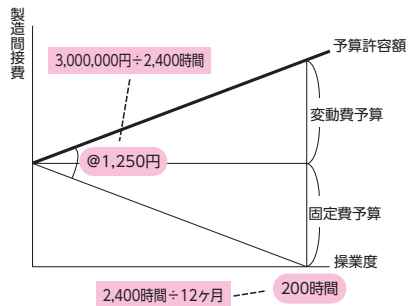 製造間接費
予算許容額
3,000,000円÷2,400時間
変動費予算
@1,250円
固定費予算
操業度
200時間
2,400時間÷12ヶ月